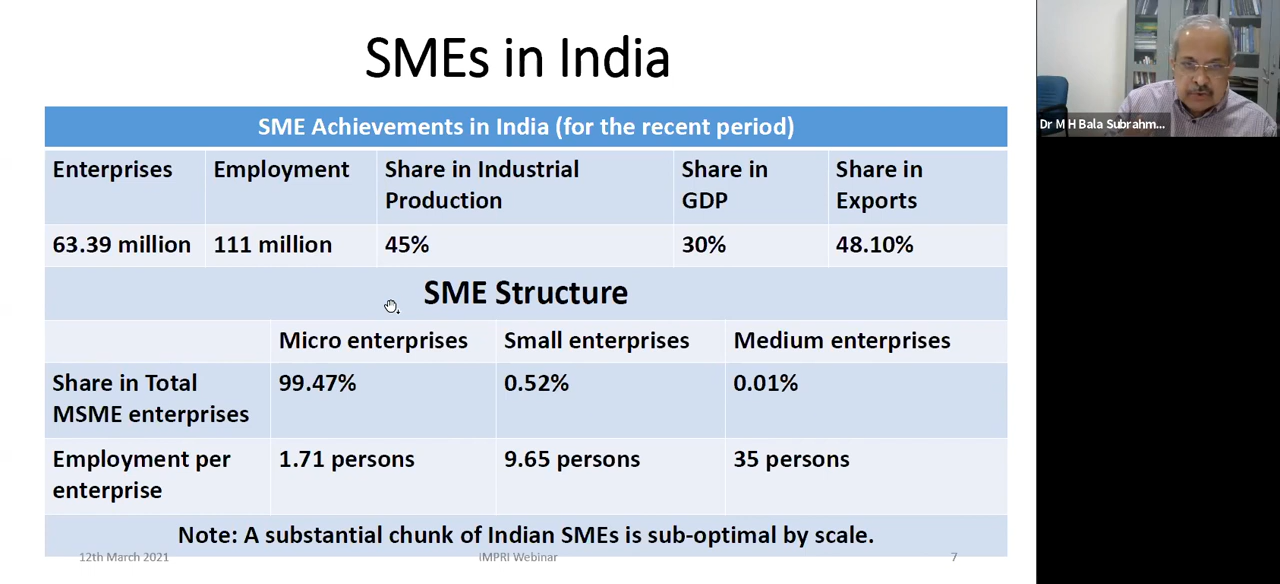 SMEs in India
SME Achievements in India (for the recent period)
Enterprises
Employment
Share in Industrial
Production
Share in
GDP
Share in
Exports
63.39 million
111 million
45%
30%
48.10%
SME Structure
Micro enterprises
Small enterprises
Medium enterprises
Share in Total
MSME enterprises
99.47%
0.52%
0.01%
Employment per
enterprise
1.71 persons
9.65 persons
35 persons
Note: A substantial chunk of Indian SMEs is sub-optimal by scale.
12th March 2021
iMPRI Webinar
7
Dr M H Bala Subrahm...